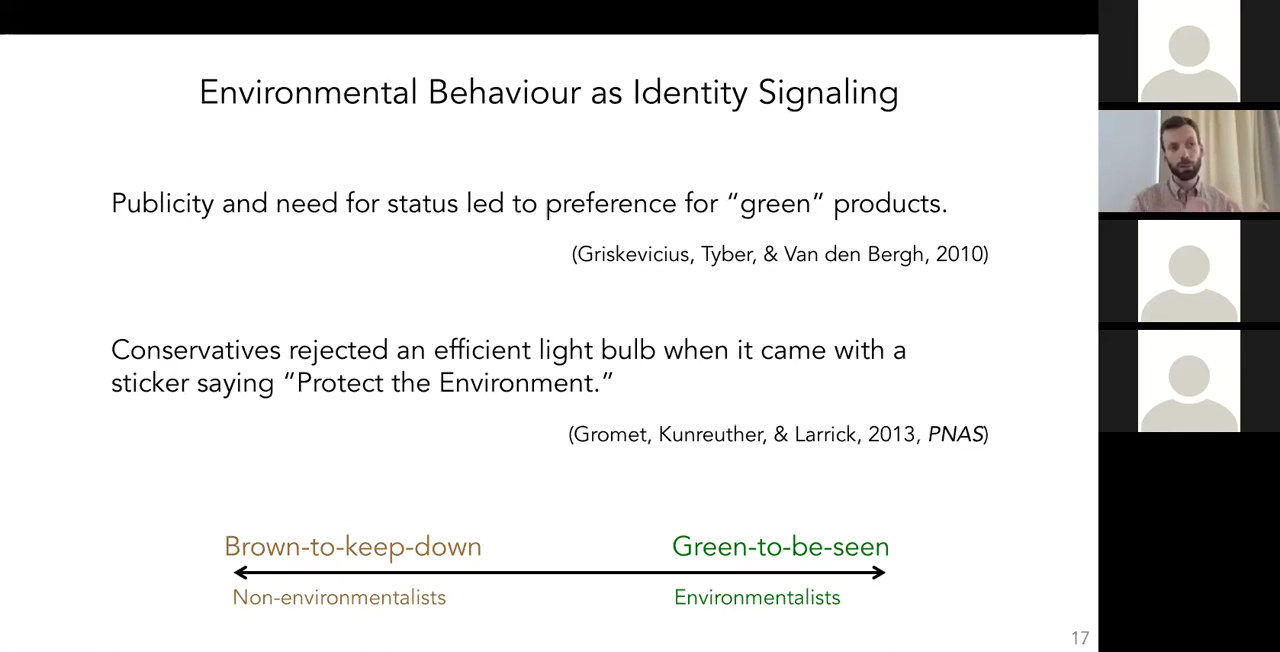 Environmental Behaviour as Identity Signaling
Publicity and need for status led to preference for “green” products.
(Griskevicius, Tyber, & Van den Bergh, 2010)
Conservatives rejected an efficient light bulb when it came with a
sticker saying “Protect the Environment.”
(Gromet, Kunreuther, & Larrick, 2013, PNAS)
Brown-to-keep-down Green-to-be-seen
Non-environmentalists Environmentalists
17